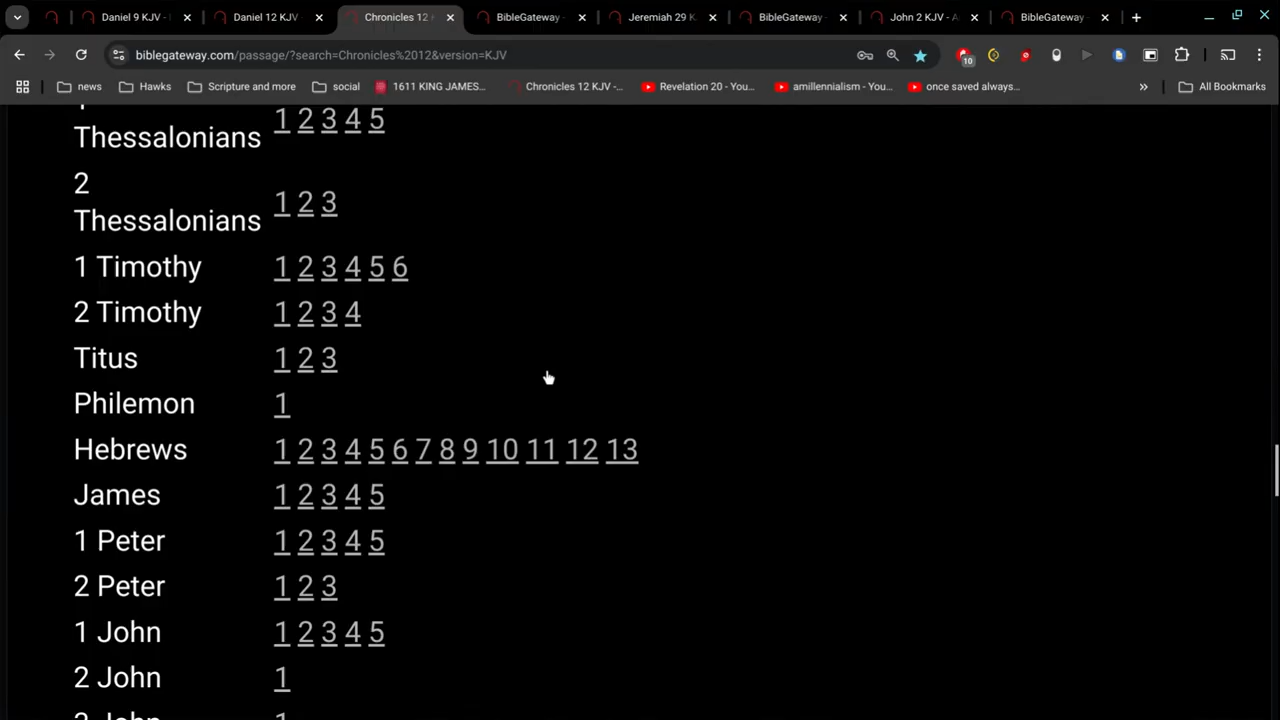 Daniel 9 KJV -
Daniel 12 KJV
Chronicles 12
BibleGateway
Jeremiah 29 K
BibleGateway
John 2 KJV - A
BibleGateway
biblegateway.com/passage/?search=Chronicles%2012&version=KJV
10
news
Hawks
Scripture and more
social
1611 KING JAMES...
Chronicles 12 KJV -...
Revelation 20 - You...
amillennialism - You...
once saved always...
»
All Bookmarks
Thessalonians 1 2 3 4 5
2
Thessalonians 1 2 3
1 Timothy 1 2 3 4 5 6
2 Timothy 1 2 3 4
Titus 1 2 3
Philemon 1
Hebrews 1 2 3 4 5 6 7 8 9 10 11 12 13
James 1 2 3 4 5
1 Peter 1 2 3 4 5
2 Peter 1 2 3
1 John 1 2 3 4 5
2 John 1
John 1